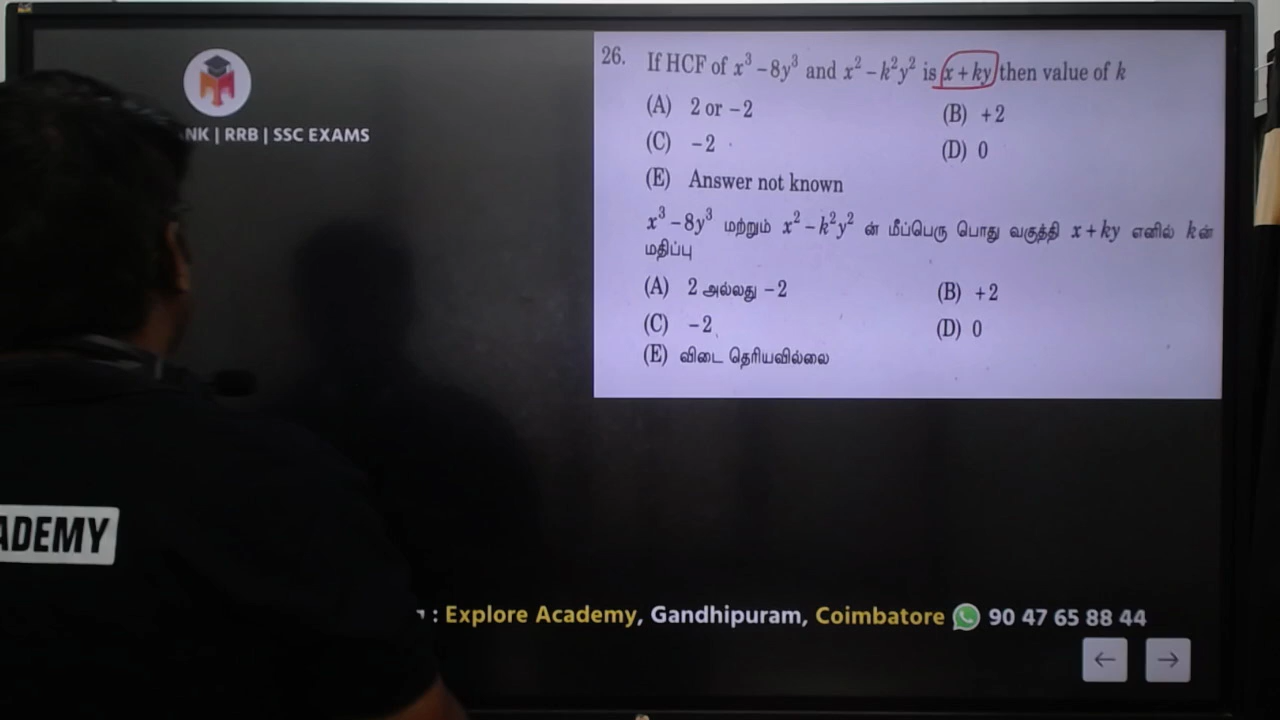 NK | RRB | SSC EXAMS
26. If HCF of x³ – 8y³ and x² – k²y² is x + ky then value of k
(A) 2 or –2 (B) +2
(C) –2 (D) 0
(E) Answer not known
x³ – 8y³ மற்றும் x² – k²y² ன் மீப்பெரு பொது வகுத்தி x + ky எனில் kன்
மதிப்பு
(A) 2 அல்லது –2 (B) +2
(C) –2 (D) 0
(E) விடை தெரியவில்லை
ADEMY
: Explore Academy, Gandhipuram, Coimbatore 90 47 65 88 44